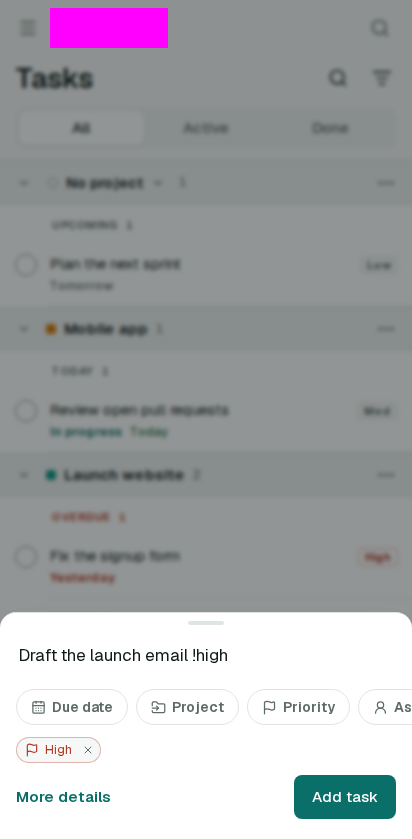 Tasks
All Active Done
No project 1
UPCOMING 1
Plan the next sprint Low
Tomorrow
Mobile app 1
TODAY 1
Review open pull requests Med
In progress Today
Launch website 2
OVERDUE 1
Fix the signup form High
Yesterday
Draft the launch email !high
Due date Project Priority As
High
More details Add task